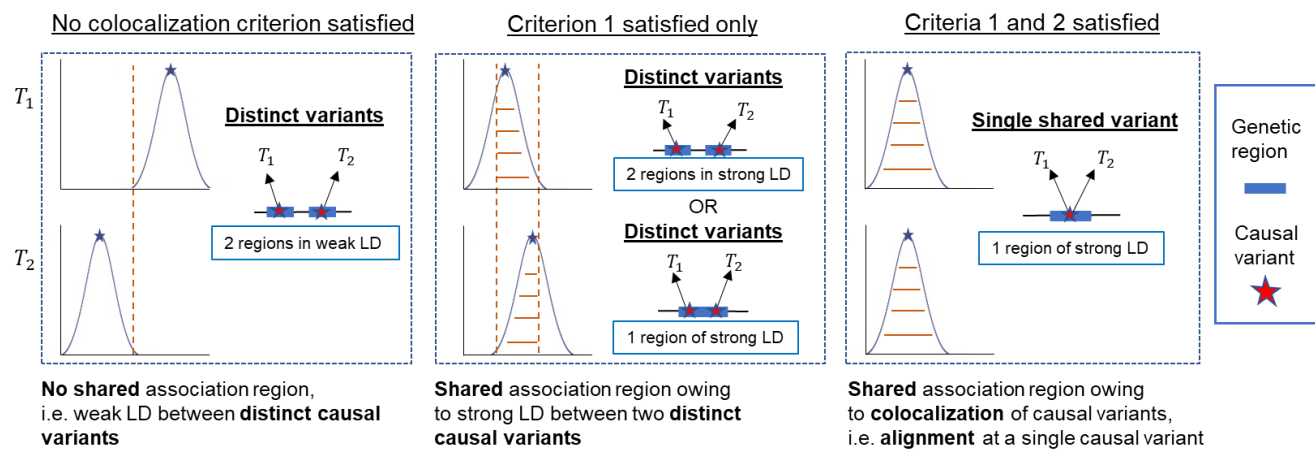 No colocalization criterion satisfied
Criterion 1 satisfied only
Criteria 1 and 2 satisfied
T₁
T₂
Distinct variants
T₁ T₂
2 regions in weak LD
No shared association region,
i.e. weak LD between distinct causal
variants
Distinct variants
T₁ T₂
2 regions in strong LD
OR
Distinct variants
T₁ T₂
1 region of strong LD
Shared association region owing
to strong LD between two distinct
causal variants
Single shared variant
T₁ T₂
1 region of strong LD
Shared association region owing
to colocalization of causal variants,
i.e. alignment at a single causal variant
Genetic
region
Causal
variant